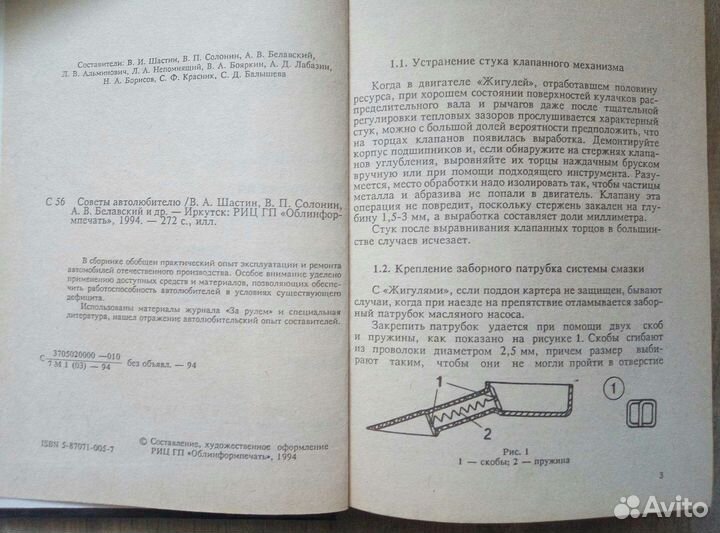 Составители: В. И. Шастин, В. П. Солонин, А. В. Белавский,
Л. В. Альминович, Л. А. Непомнящий, В. А. Бояркин, А. Д. Лабазин,
Н. А. Борисов, С. Ф. Красник, С. Д. Балышева
С 56 Советы автолюбителю /В. А. Шастин, В. П. Солонин,
А. В. Белавский и др. — Иркутск: РИЦ ГП «Облинформ-
печать», 1994. — 272 с., илл.
В сборнике обобщен практический опыт эксплуатации и ремонта
автомобилей отечественного производства. Особое внимание уделено
применению доступных средств и материалов, позволяющих обеспе-
чить работоспособность автолюбителей в условиях существующего
дефицита.
Использованы материалы журнала «За рулем» и специальная
литература, нашел отражение автолюбительский опыт составителей.
С 3705020000 —010
7 М 1 (03) — 94 без объявл. — 94
ISBN 5-87071-005-7
© Составление, художественное оформление
РИЦ ГП «Облинформпечать», 1994
1.1. Устранение стука клапанного механизма
Когда в двигателе «Жигулей», отработавшем половину
ресурса, при хорошем состоянии поверхностей кулачков рас-
пределительного вала и рычагов даже после тщательной
регулировки тепловых зазоров прослушивается характерный
стук, можно с большой долей вероятности предположить, что
на торцах клапанов появилась выработка. Демонтируйте
корпус подшипников и, если обнаружите на стержнях клапа-
нов углубления, выровняйте их торцы наждачным бруском
вручную или при помощи подходящего инструмента. Разу-
меется, место обработки надо изолировать так, чтобы частицы
металла и абразива не попали в двигатель. Клапану эта
операция не повредит, поскольку стержень закален на глу-
бину 1,5-3 мм, а выработка составляет доли миллиметра.
Стук после выравнивания клапанных торцов в большин-
стве случаев исчезает.
1.2. Крепление заборного патрубка системы смазки
С «Жигулями», если поддон картера не защищен, бывают
случаи, когда при наезде на препятствие отламывается забор-
ный патрубок масляного насоса.
Закрепить патрубок удается при помощи двух скоб
и пружины, как показано на рисунке 1. Скобы сгибают
из проволоки диаметром 2,5 мм, причем размер выби-
рают таким, чтобы они не могли пройти в отверстие
1
1
2
Рис. 1
1 — скобы; 2 — пружина
3
Avito